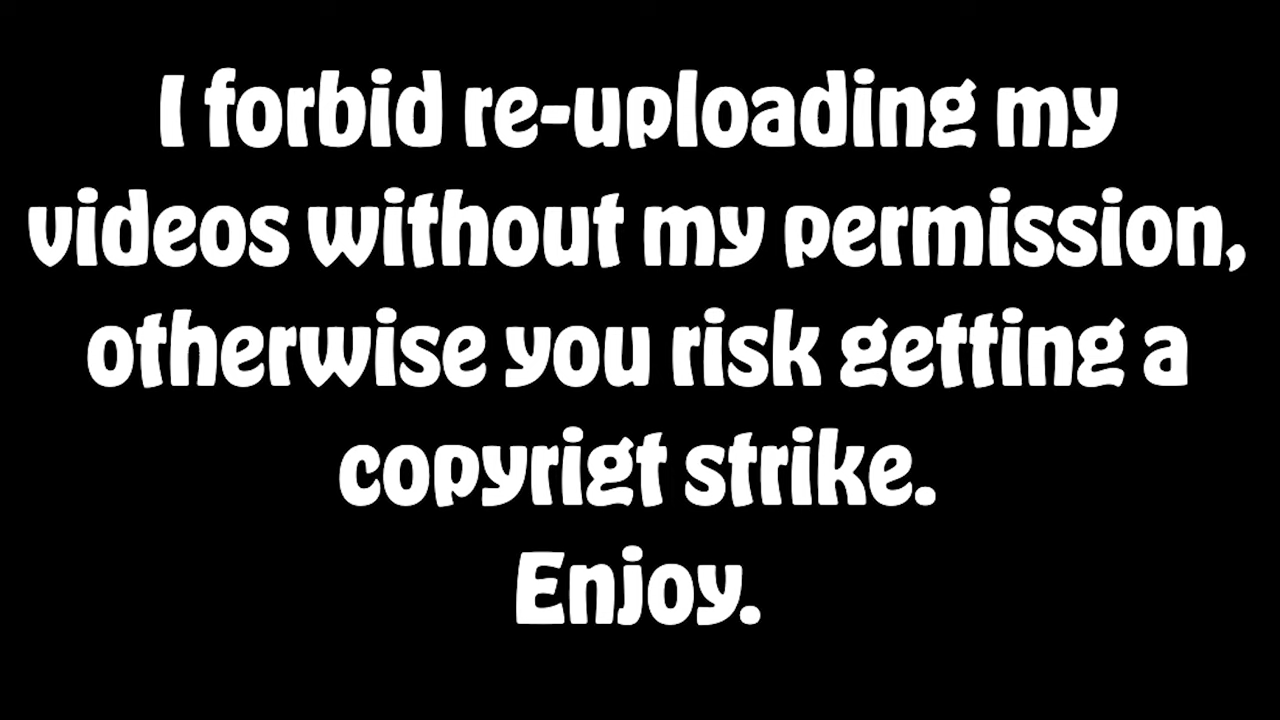 I forbid re-uploading my
videos without my permission,
otherwise you risk getting a
copyrigt strike.
Enjoy.